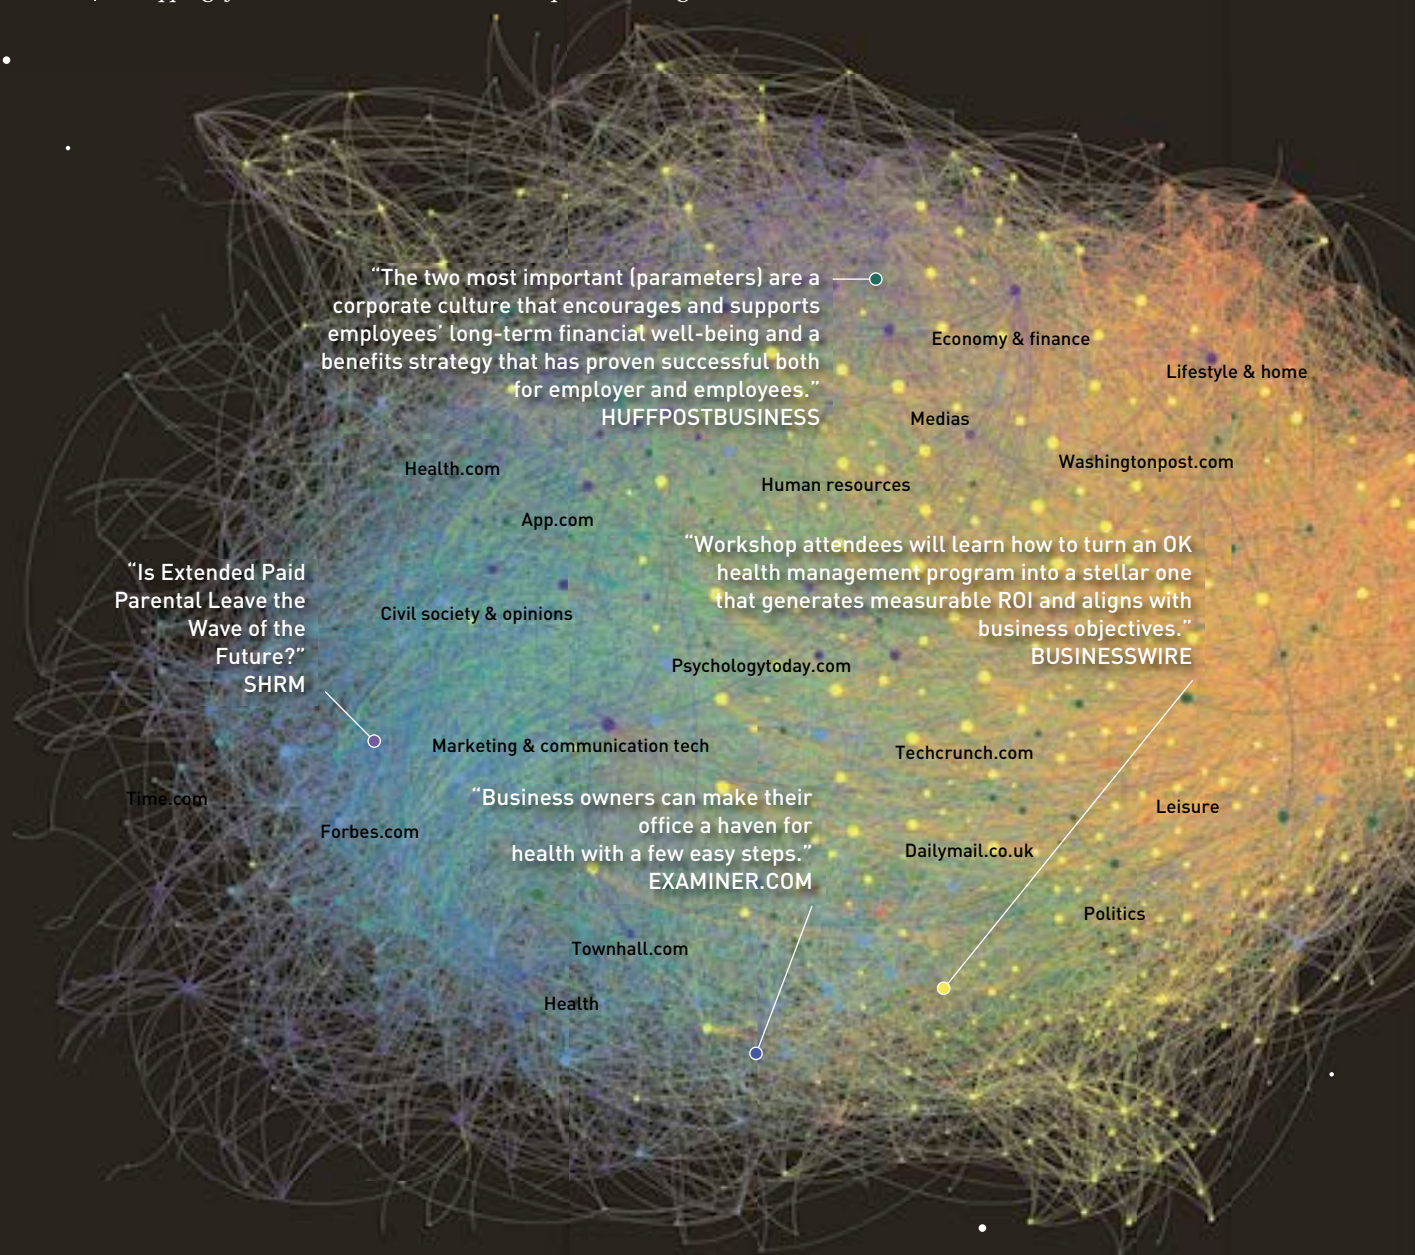 “The two most important (parameters) are a
corporate culture that encourages and supports
employees’ long-term financial well-being and a
benefits strategy that has proven successful both
for employer and employees.”
HUFFPOSTBUSINESS
Economy & finance
Lifestyle & home
Medias
Washingtonpost.com
Health.com
Human resources
App.com
“Workshop attendees will learn how to turn an OK
health management program into a stellar one
that generates measurable ROI and aligns with
business objectives.”
BUSINESSWIRE
“Is Extended Paid
Parental Leave the
Wave of the
Future?”
SHRM
Civil society & opinions
Psychologytoday.com
Marketing & communication tech
Techcrunch.com
Time.com
Forbes.com
“Business owners can make their
office a haven for
health with a few easy steps.”
EXAMINER.COM
Leisure
Dailymail.co.uk
Politics
Townhall.com
Health